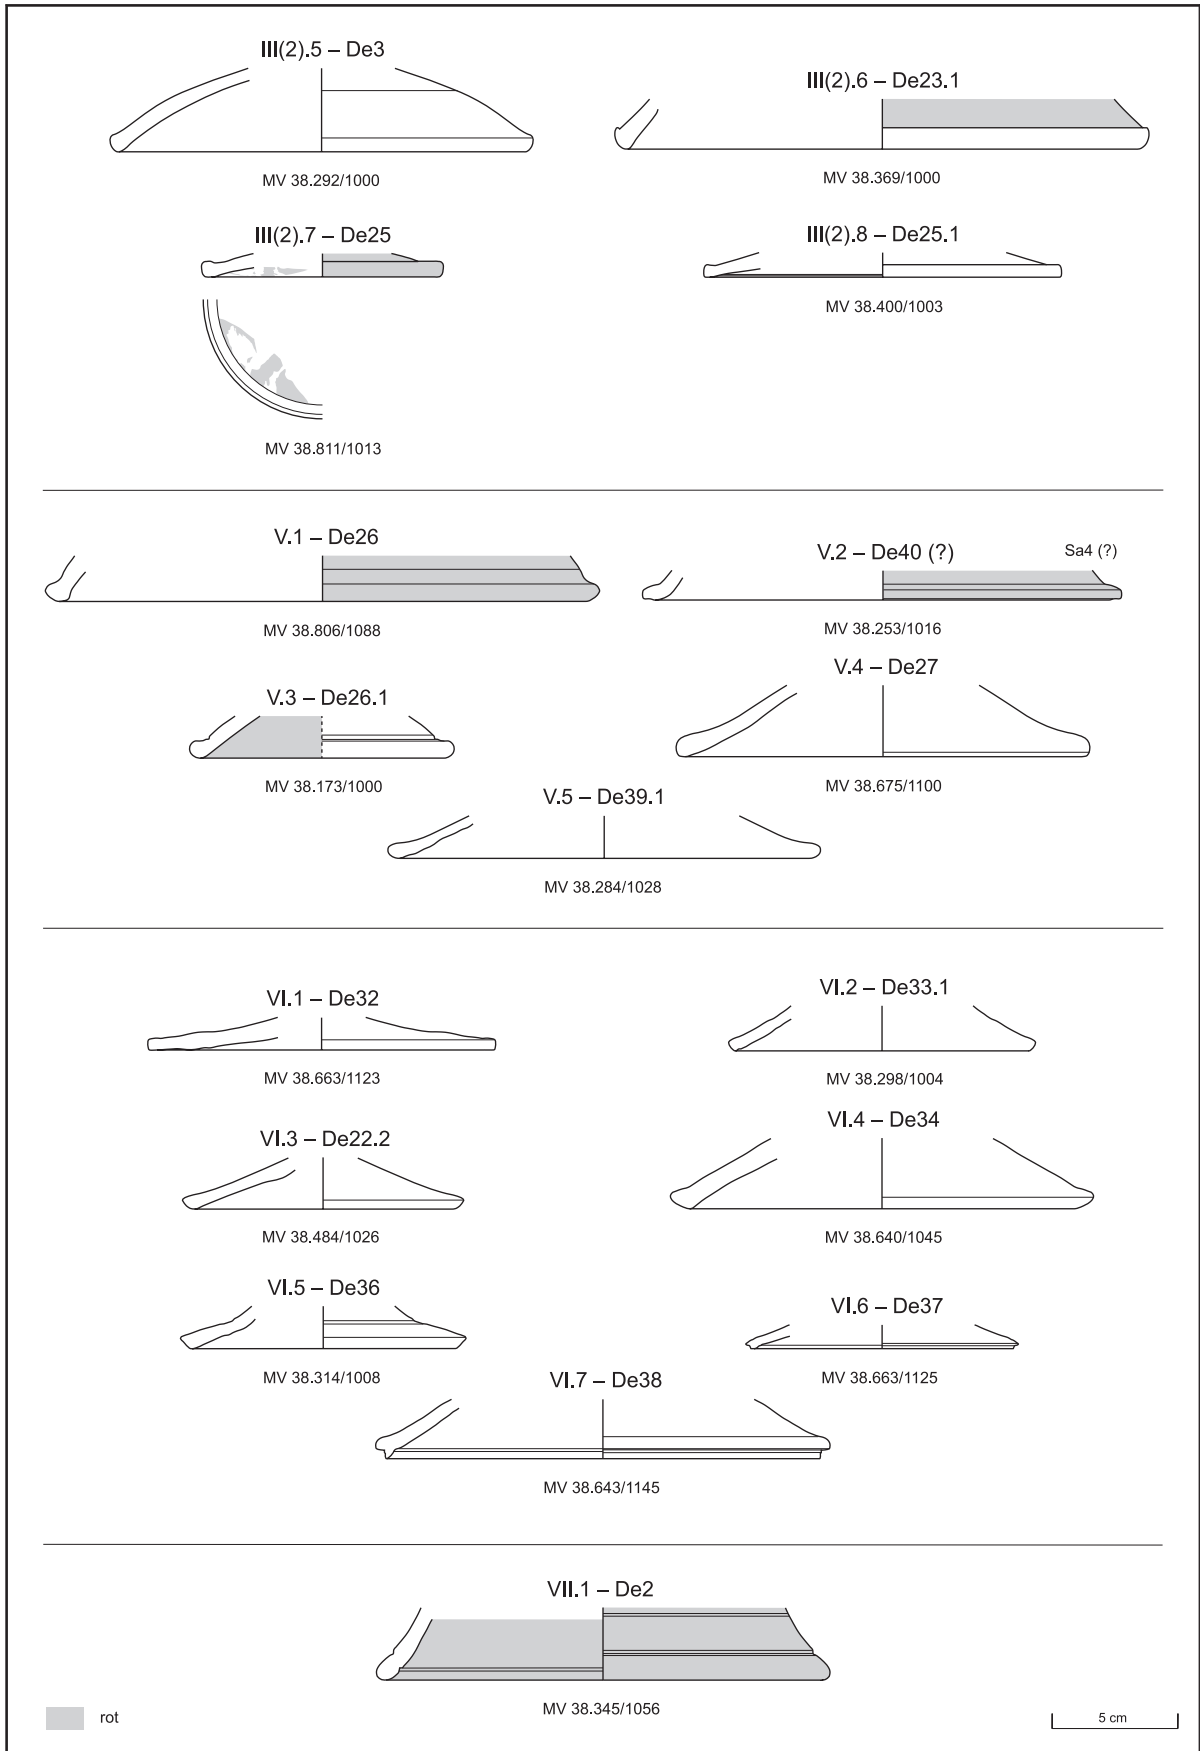 III(2).5 – De3
MV 38.292/1000
III(2).6 – De23.1
MV 38.369/1000
III(2).7 – De25
MV 38.811/1013
III(2).8 – De25.1
MV 38.400/1003
V.1 – De26
MV 38.806/1088
V.2 – De40 (?)
Sa4 (?)
MV 38.253/1016
V.3 – De26.1
MV 38.173/1000
V.4 – De27
MV 38.675/1100
V.5 – De39.1
MV 38.284/1028
VI.1 – De32
MV 38.663/1123
VI.2 – De33.1
MV 38.298/1004
VI.3 – De22.2
MV 38.484/1026
VI.4 – De34
MV 38.640/1045
VI.5 – De36
MV 38.314/1008
VI.6 – De37
MV 38.663/1125
VI.7 – De38
MV 38.643/1145
VII.1 – De2
MV 38.345/1056
rot
5 cm